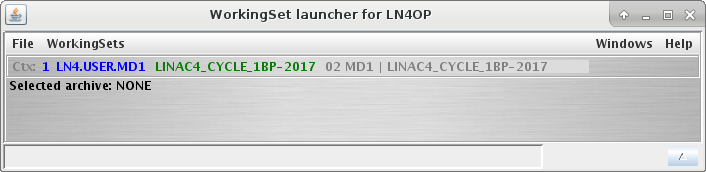 WorkingSet launcher for LN4OP
File WorkingSets Windows Help
Ctx: 1 LN4.USER.MD1 LINAC4_CYCLE_1BP-2017 02 MD1 | LINAC4_CYCLE_1BP-2017
Selected archive: NONE